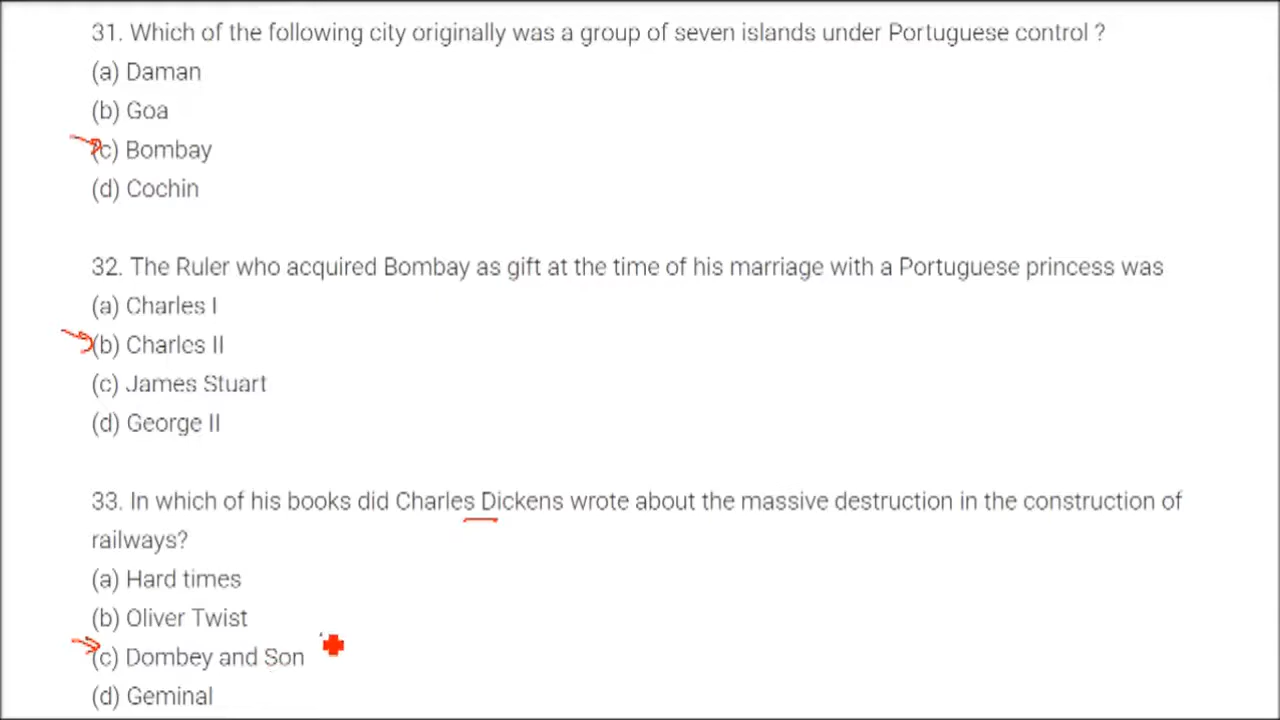 31. Which of the following city originally was a group of seven islands under Portuguese control ?
(a) Daman
(b) Goa
(c) Bombay
(d) Cochin
32. The Ruler who acquired Bombay as gift at the time of his marriage with a Portuguese princess was
(a) Charles I
(b) Charles II
(c) James Stuart
(d) George II
33. In which of his books did Charles Dickens wrote about the massive destruction in the construction of
railways?
(a) Hard times
(b) Oliver Twist
(c) Dombey and Son
(d) Geminal